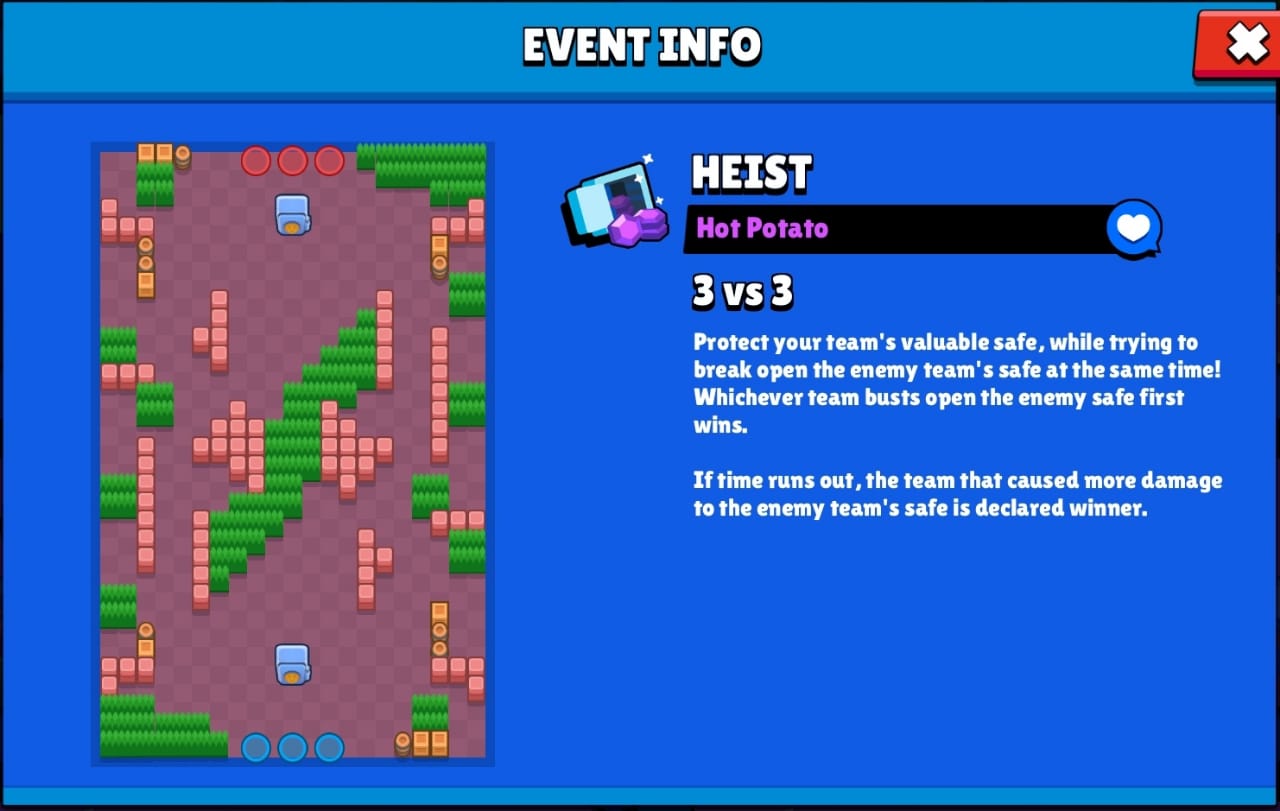 EVENT INFO
HEIST
Hot Potato
3 vs 3
Protect your team's valuable safe, while trying to
break open the enemy team's safe at the same time!
Whichever team busts open the enemy safe first
wins.
If time runs out, the team that caused more damage
to the enemy team's safe is declared winner.